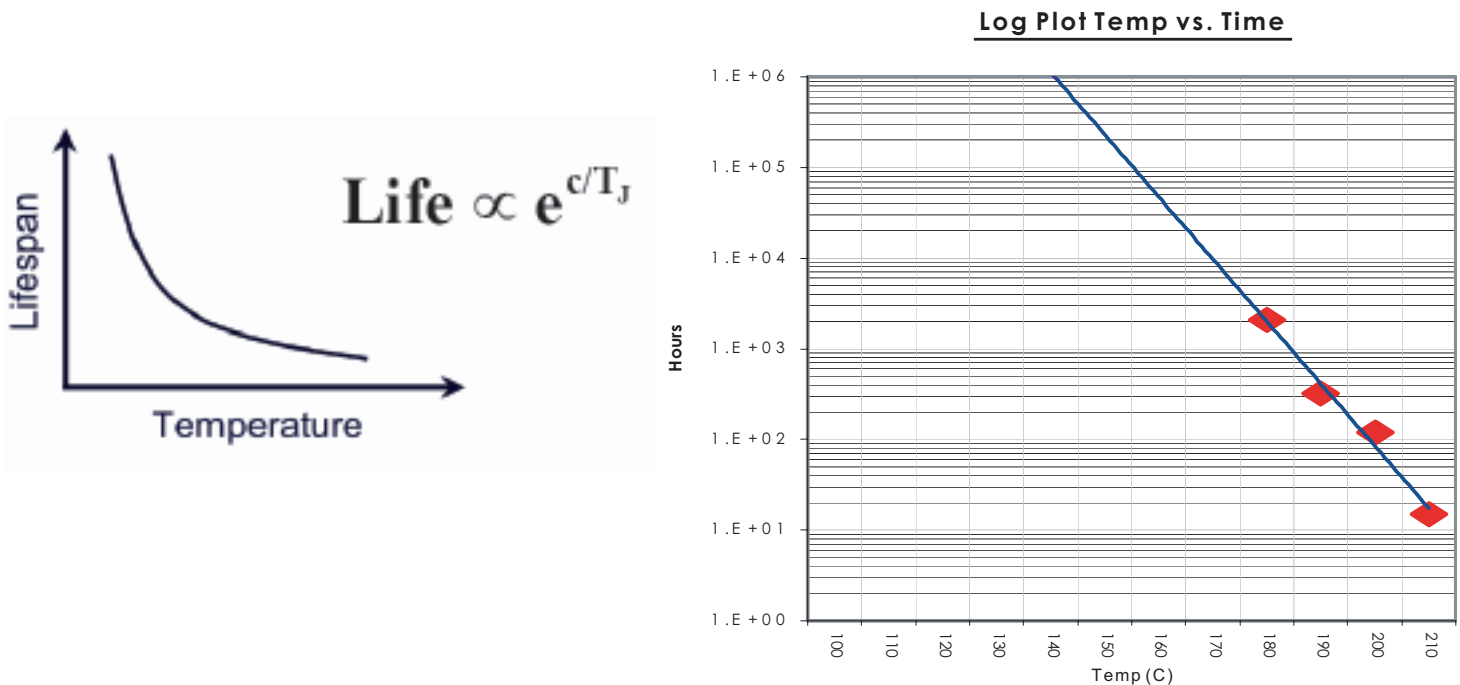 Lifespan
Life ∝ e^{c/T_J}
Temperature
Log Plot Temp vs. Time
Hours
1.E+06
1.E+05
1.E+04
1.E+03
1.E+02
1.E+01
1.E+00
100 110 120 130 140 150 160 170 180 190 200 210
Temp (C)